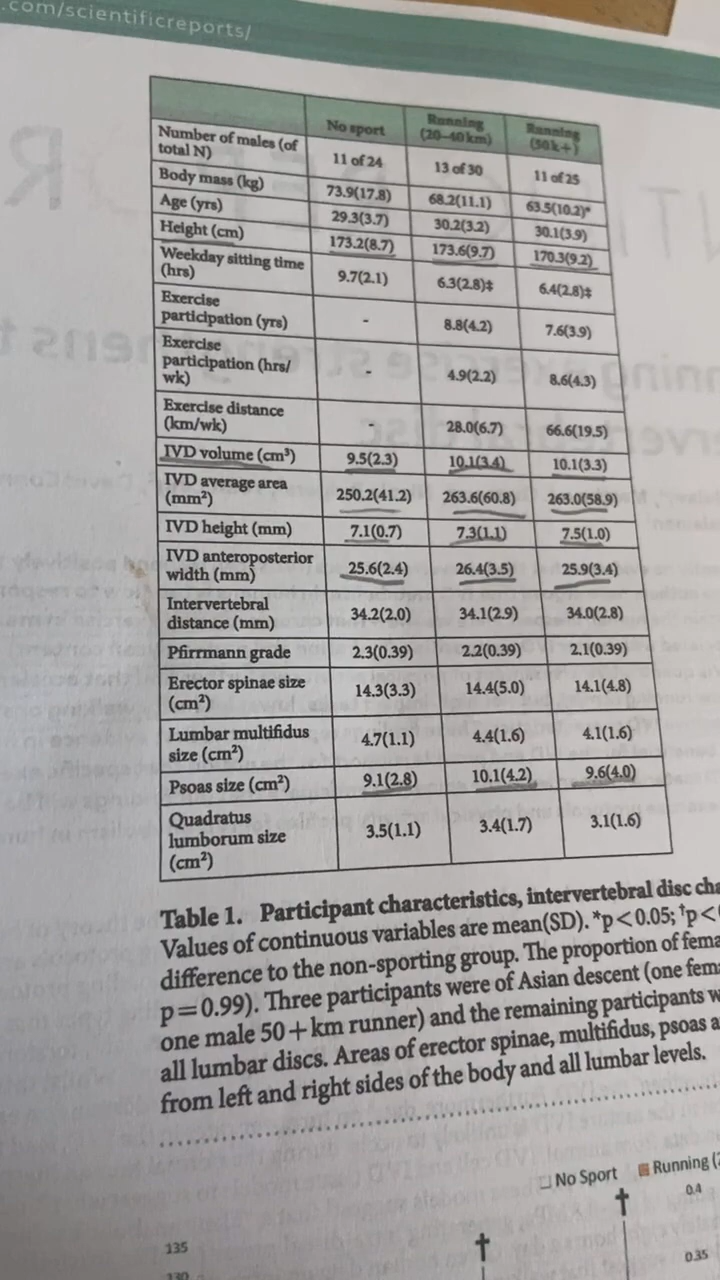 .com/scientificreports/
No sport
Running
(20–40 km)
Running
(50k+)
Number of males (of
total N)
11 of 24
13 of 30
11 of 25
Body mass (kg)
73.9(17.8)
68.2(11.1)
63.5(10.2)*
Age (yrs)
29.3(3.7)
30.2(3.2)
30.1(3.9)
Height (cm)
173.2(8.7)
173.6(9.7)
170.3(9.2)
Weekday sitting time
(hrs)
9.7(2.1)
6.3(2.8)‡
6.4(2.8)‡
Exercise
participation (yrs)
-
8.8(4.2)
7.6(3.9)
Exercise
participation (hrs/
wk)
-
4.9(2.2)
8.6(4.3)
Exercise distance
(km/wk)
-
28.0(6.7)
66.6(19.5)
IVD volume (cm³)
9.5(2.3)
10.1(3.4)
10.1(3.3)
IVD average area
(mm²)
250.2(41.2)
263.6(60.8)
263.0(58.9)
IVD height (mm)
7.1(0.7)
7.3(1.1)
7.5(1.0)
IVD anteroposterior
width (mm)
25.6(2.4)
26.4(3.5)
25.9(3.4)
Intervertebral
distance (mm)
34.2(2.0)
34.1(2.9)
34.0(2.8)
Pfirrmann grade
2.3(0.39)
2.2(0.39)
2.1(0.39)
Erector spinae size
(cm²)
14.3(3.3)
14.4(5.0)
14.1(4.8)
Lumbar multifidus
size (cm²)
4.7(1.1)
4.4(1.6)
4.1(1.6)
Psoas size (cm²)
9.1(2.8)
10.1(4.2)
9.6(4.0)
Quadratus
lumborum size
(cm²)
3.5(1.1)
3.4(1.7)
3.1(1.6)
Table 1. Participant characteristics, intervertebral disc cha
Values of continuous variables are mean(SD). *p<0.05; †p<
difference to the non-sporting group. The proportion of fema
p=0.99). Three participants were of Asian descent (one fem
one male 50+km runner) and the remaining participants w
all lumbar discs. Areas of erector spinae, multifidus, psoas a
from left and right sides of the body and all lumbar levels.
No Sport
Running (2
†
0.4
†
135
0.35
130